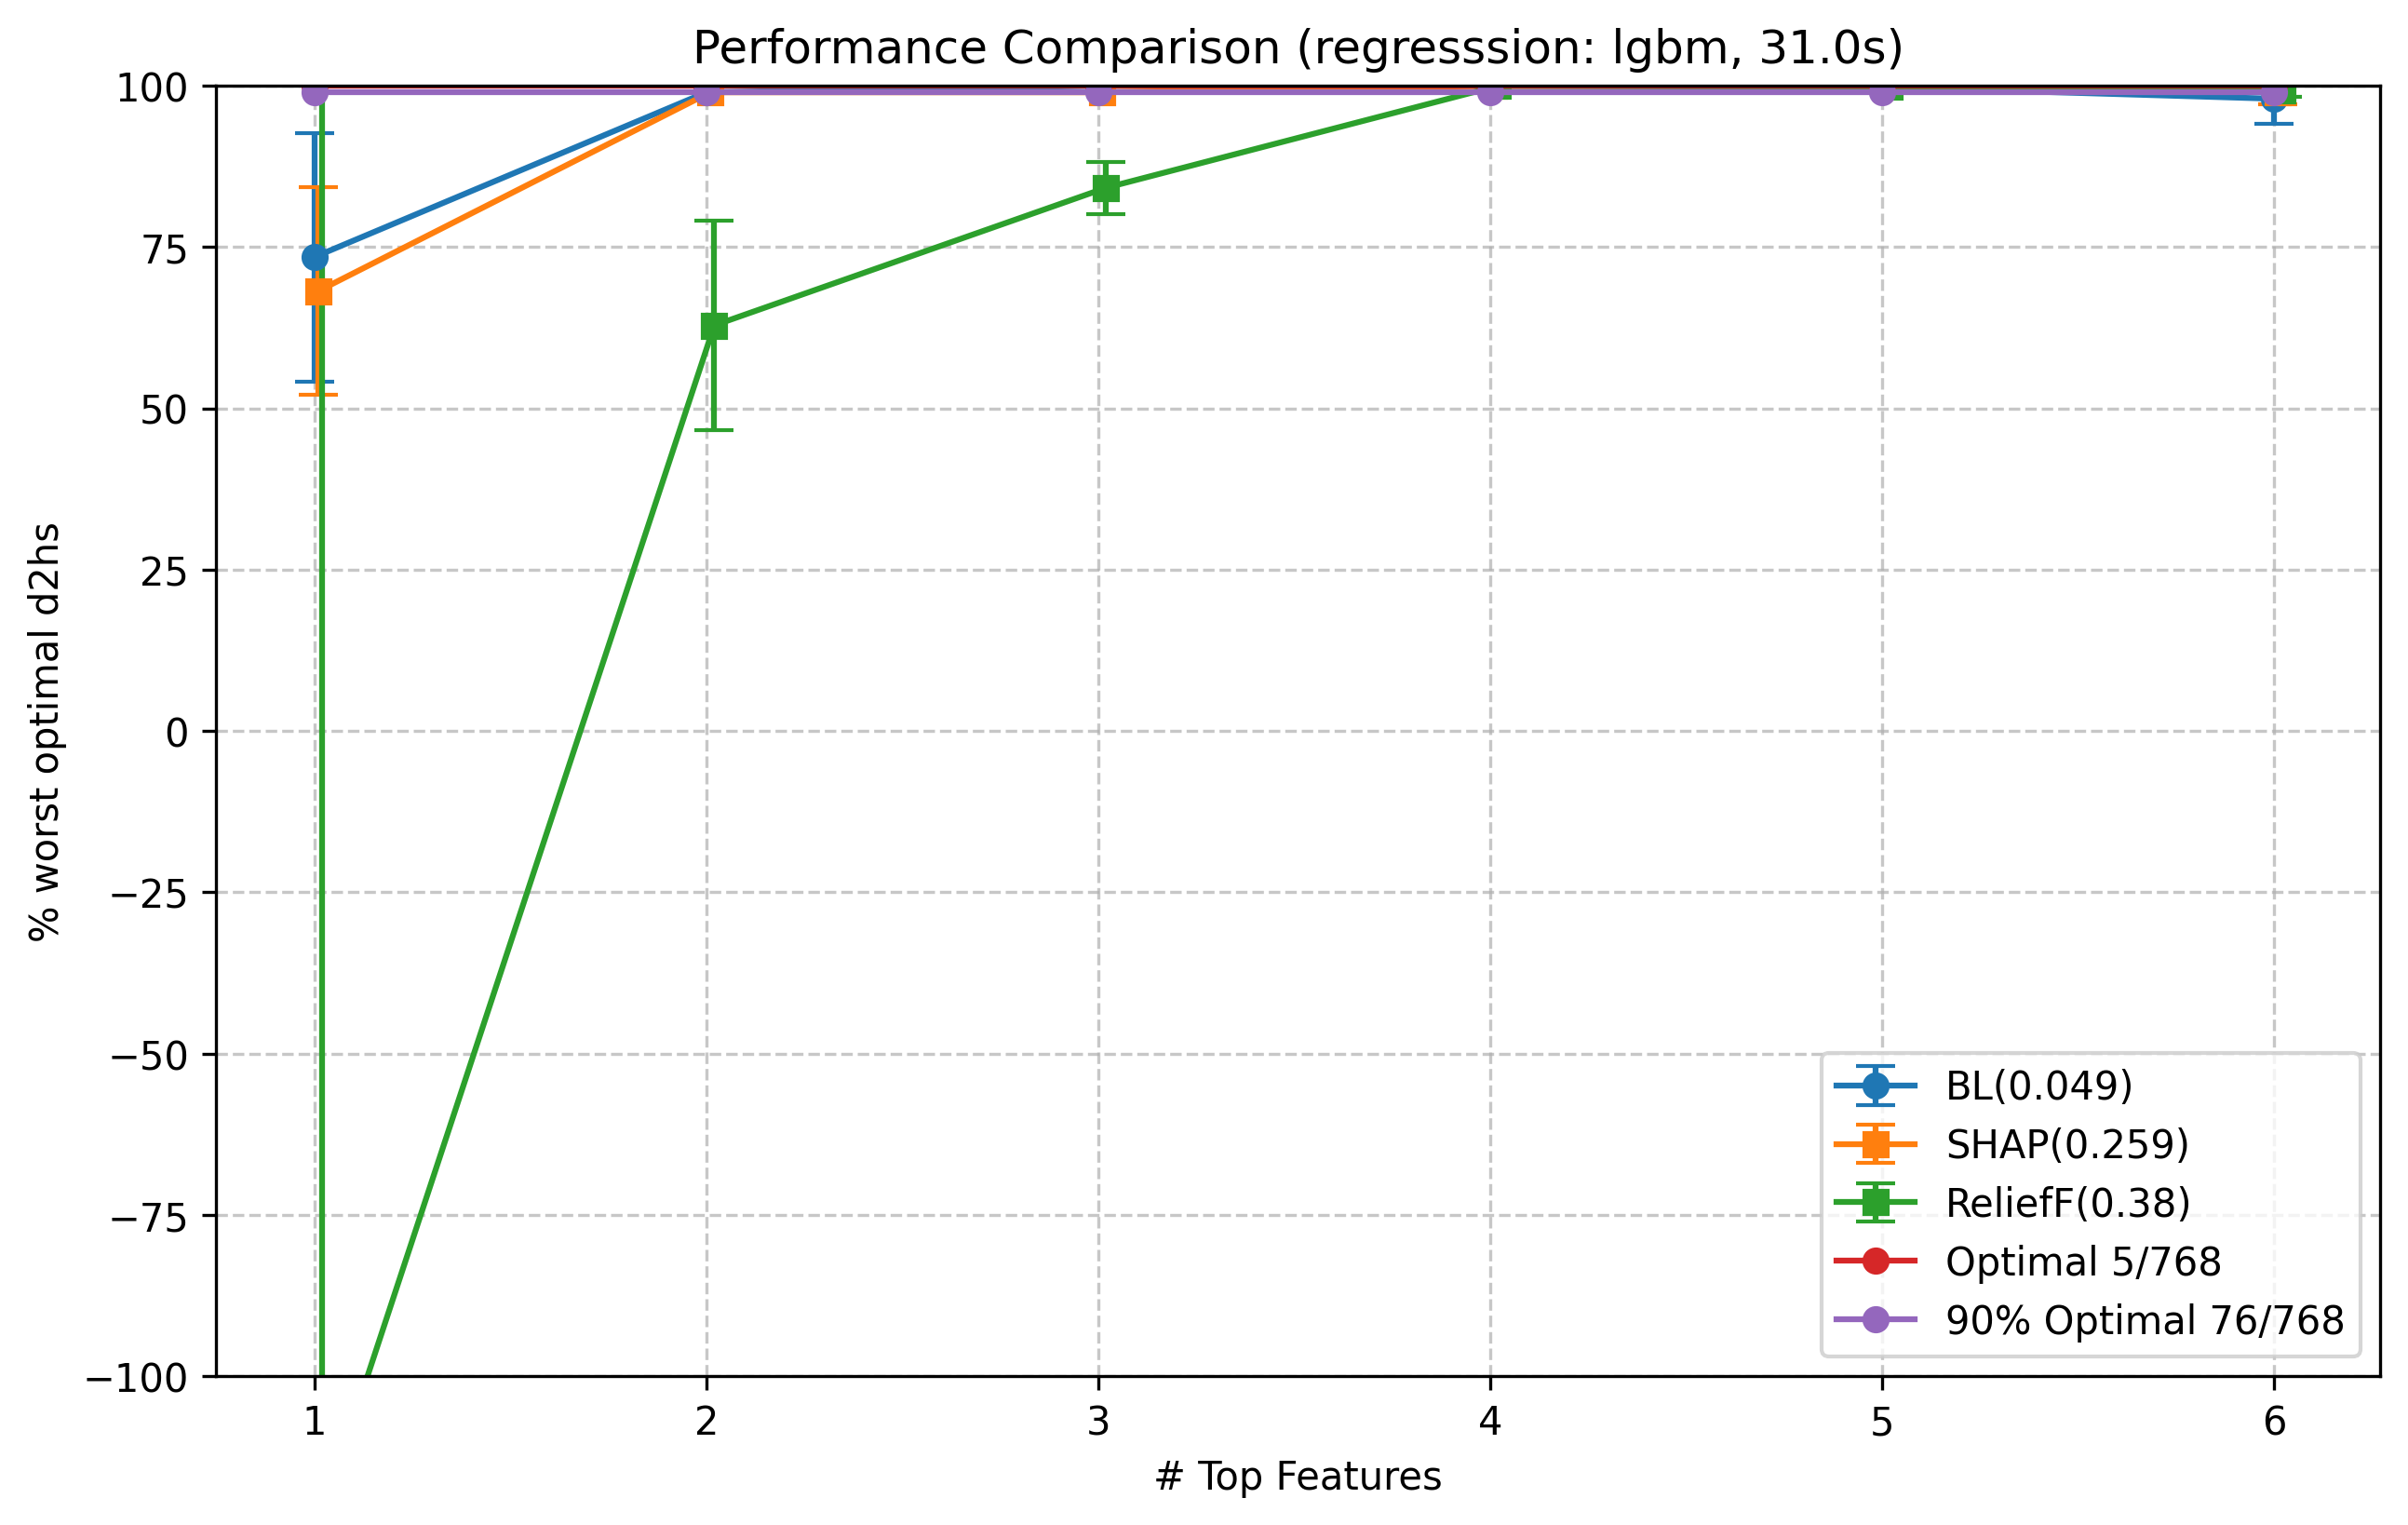 Performance Comparison (regresssion: lgbm, 31.0s)
% worst optimal d2hs
100
75
50
25
0
−25
−50
−75
−100
1 2 3 4 5 6
# Top Features
BL(0.049)
SHAP(0.259)
ReliefF(0.38)
Optimal 5/768
90% Optimal 76/768